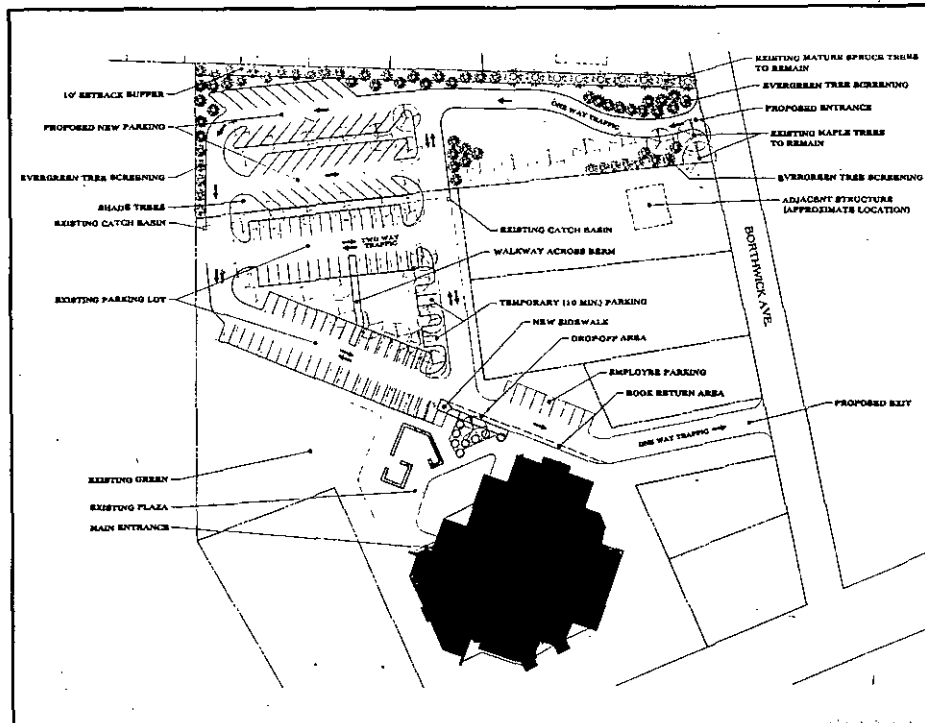 EXISTING MATURE SPRUCE TREES
TO REMAIN
EVERGREEN TREE SCREENING
PROPOSED ENTRANCE
EXISTING MAPLE TREES
TO REMAIN
EVERGREEN TREE SCREENING
ADJACENT STRUCTURE
(APPROXIMATE LOCATION)
10' SETBACK BUFFER
PROPOSED NEW PARKING
EVERGREEN TREE SCREENING
SHADE TREES
EXISTING CATCH BASIN
EXISTING PARKING LOT
ONE WAY TRAFFIC
TWO WAY
TRAFFIC
EXISTING CATCH BASIN
WALKWAY ACROSS BERM
TEMPORARY (10 MIN.) PARKING
NEW SIDEWALK
DROP-OFF AREA
EMPLOYEE PARKING
BOOK RETURN AREA
BORTHWICK AVE.
PROPOSED EXIT
ONE WAY TRAFFIC
EXISTING GREEN
EXISTING PLAZA
MAIN ENTRANCE